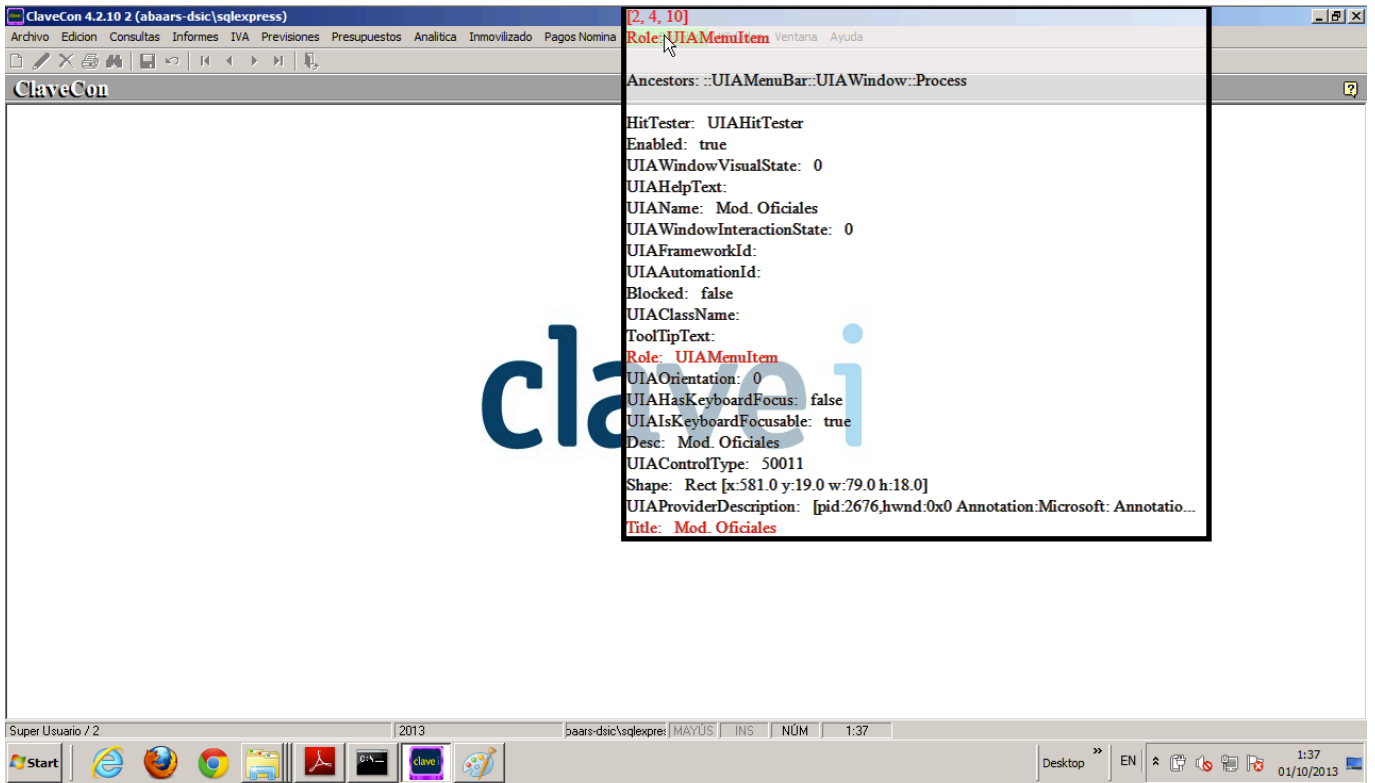 ClaveCon 4.2.10 2 (abaars-dsic\sqlexpress)
Archivo Edicion Consultas Informes IVA Previsiones Presupuestos Analitica Inmovilizado Pagos Nomina Ventana Ayuda
ClaveCon
[2, 4, 10]
Role: UIAMenuItem
Ancestors: ::UIAMenuBar::UIAWindow::Process
HitTester: UIAHitTester
Enabled: true
UIAWindowVisualState: 0
UIAHelpText:
UIAName: Mod. Oficiales
UIAWindowInteractionState: 0
UIAFrameworkId:
UIAAutomationId:
Blocked: false
UIAClassName:
ToolTipText:
Role: UIAMenuItem
UIAOrientation: 0
UIAHasKeyboardFocus: false
UIAIsKeyboardFocusable: true
Desc: Mod. Oficiales
UIAControlType: 50011
Shape: Rect [x:581.0 y:19.0 w:79.0 h:18.0]
UIAProviderDescription: [pid:2676,hwnd:0x0 Annotation:Microsoft: Annotatio...
Title: Mod. Oficiales
clave i
Super Usuario / 2 2013 baars-dsic\sqlexpre: MAYÚS INS NÚM 1:37
Start C:\_ clave Desktop » EN 1:37
01/10/2013